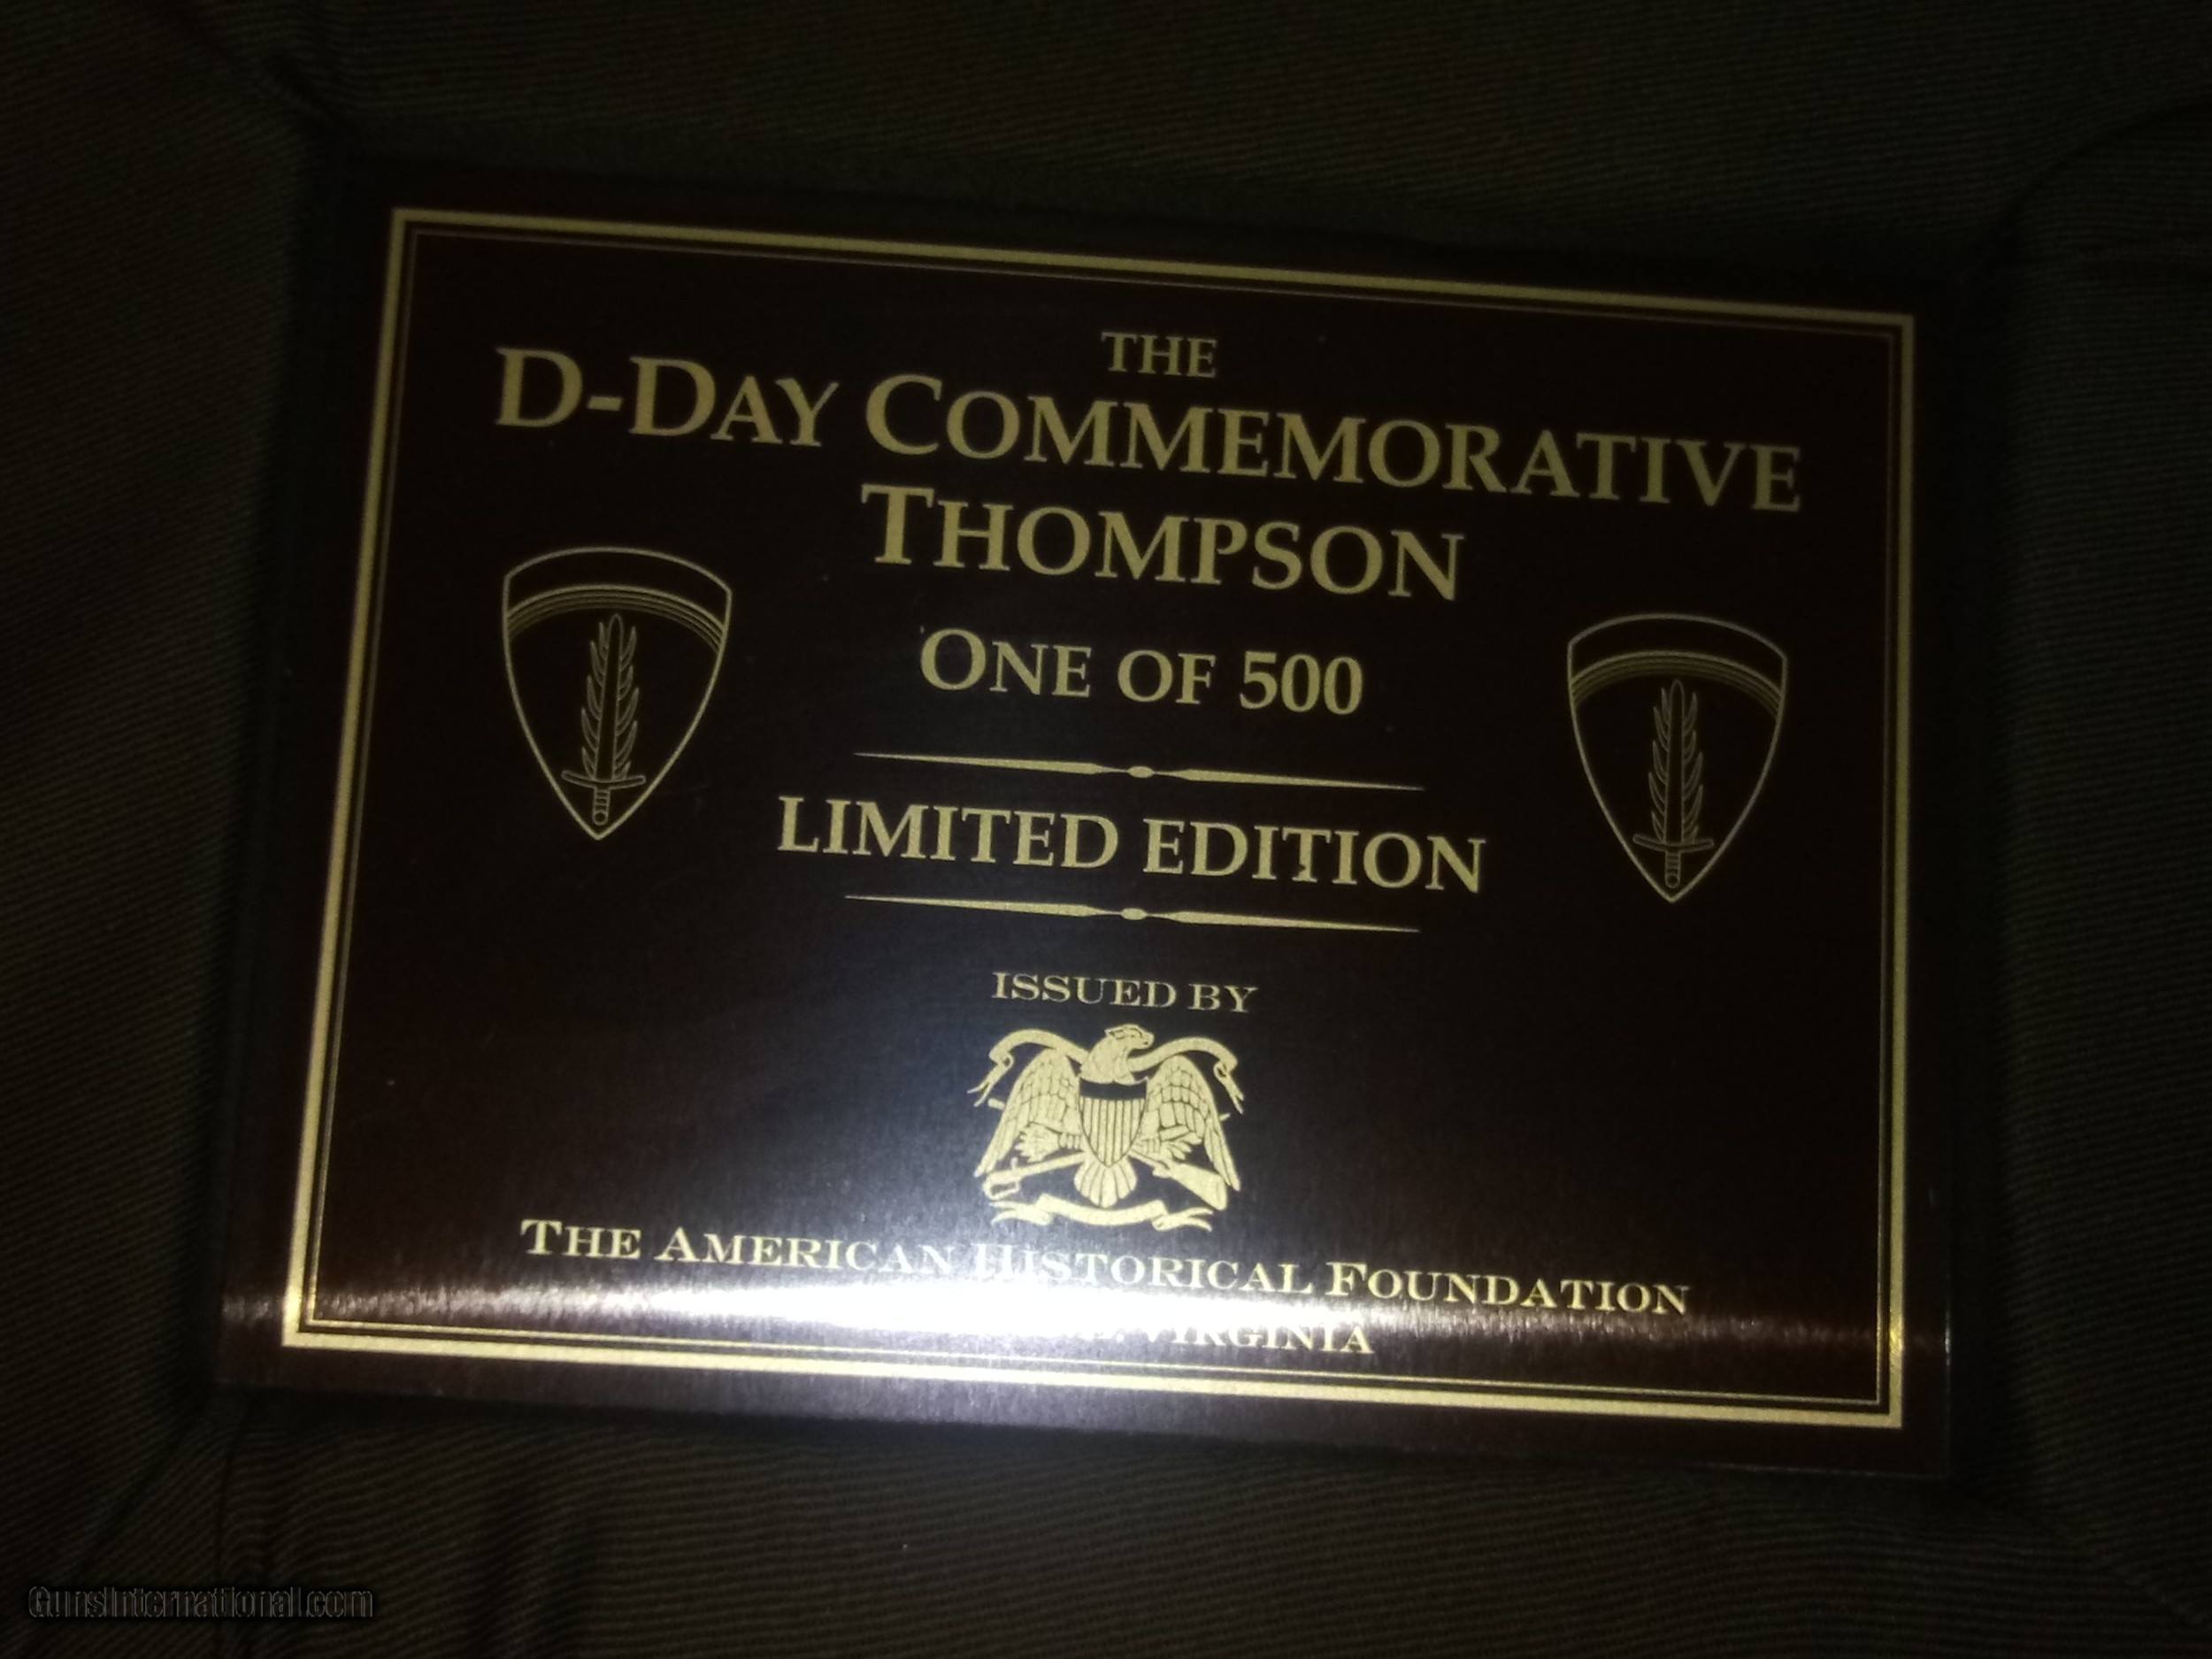 THE
D-DAY COMMEMORATIVE
THOMPSON
ONE OF 500
LIMITED EDITION
ISSUED BY
THE AMERICAN HISTORICAL FOUNDATION
VIRGINIA
GunsInternational.com